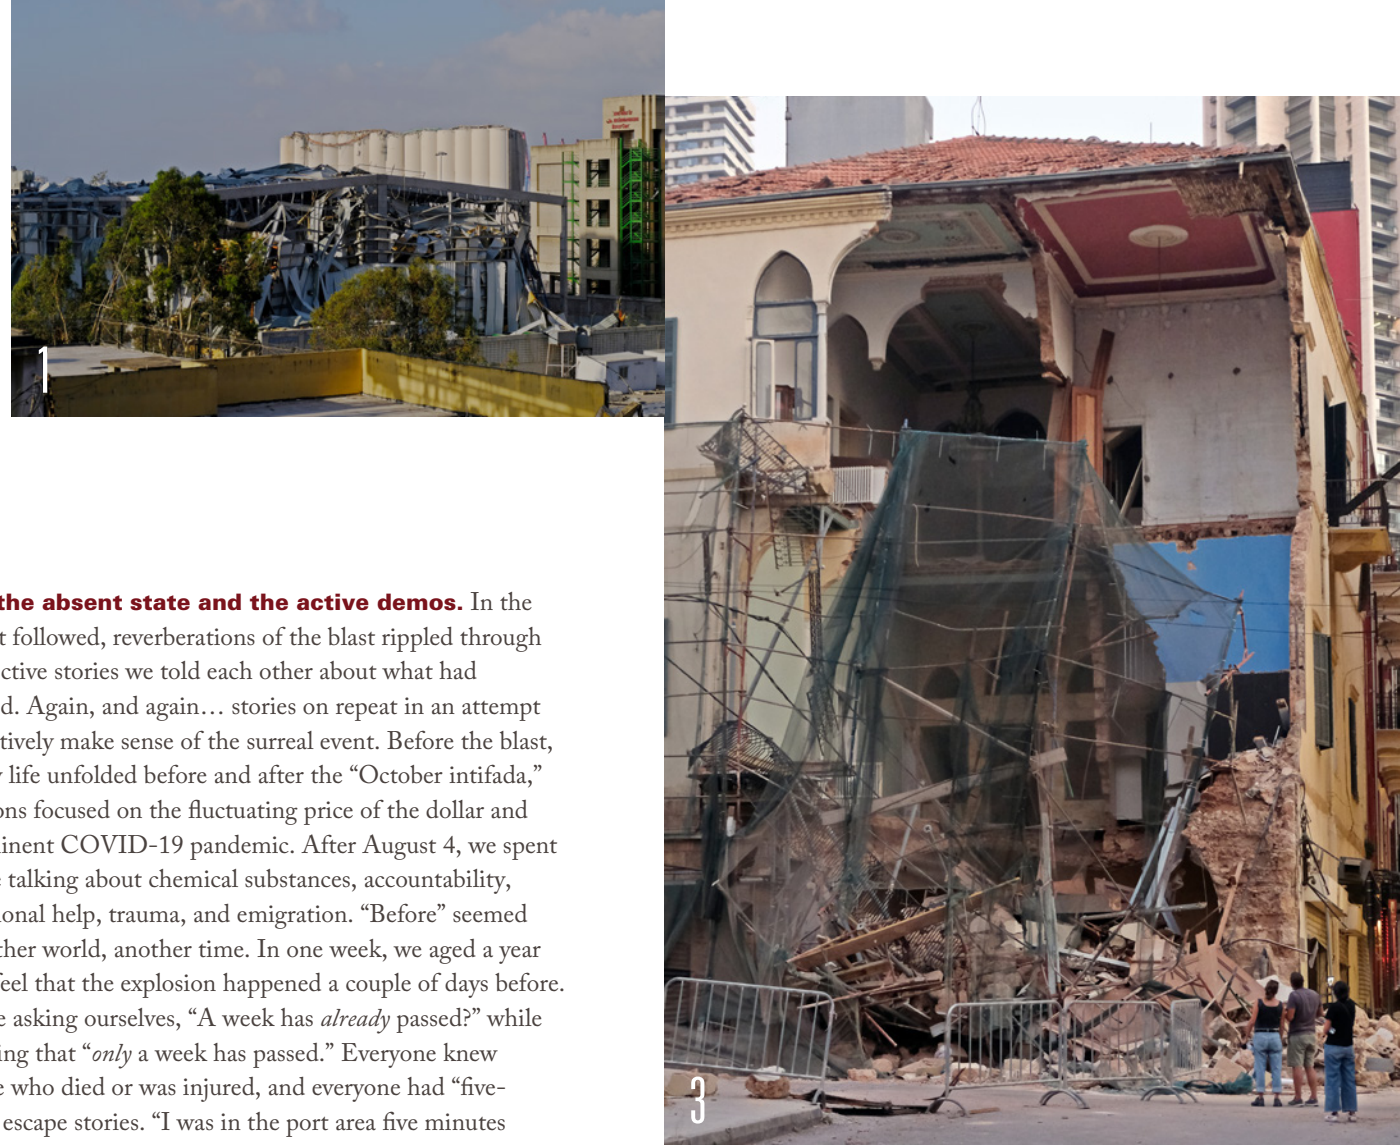 1
3
the absent state and the active demos. In the
t followed, reverberations of the blast rippled through
ctive stories we told each other about what had
d. Again, and again… stories on repeat in an attempt
tively make sense of the surreal event. Before the blast,
y life unfolded before and after the “October intifada,”
ons focused on the fluctuating price of the dollar and
inent COVID-19 pandemic. After August 4, we spent
e talking about chemical substances, accountability,
ional help, trauma, and emigration. “Before” seemed
ther world, another time. In one week, we aged a year
feel that the explosion happened a couple of days before.
e asking ourselves, “A week has already passed?” while
ing that “only a week has passed.” Everyone knew
e who died or was injured, and everyone had “five-
escape stories. “I was in the port area five minutes